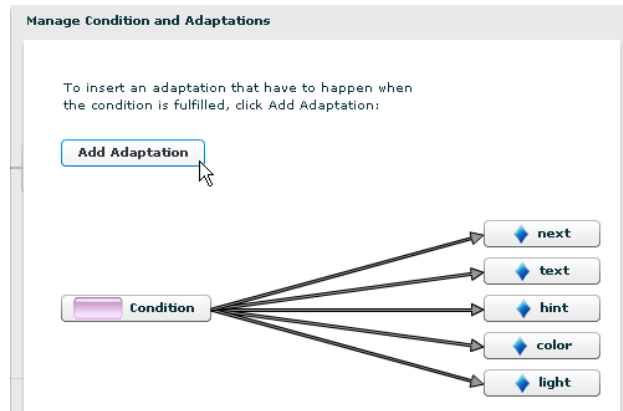 Manage Condition and Adaptations
To insert an adaptation that have to happen when
the condition is fulfilled, click Add Adaptation:
Add Adaptation
next
text
Condition
hint
color
light